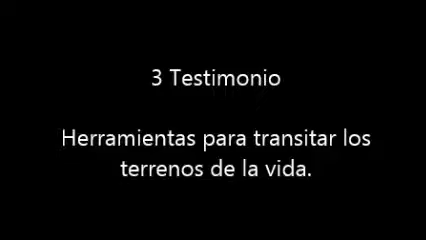 3 Testimonio
Herramientas para transitar los
terrenos de la vida.